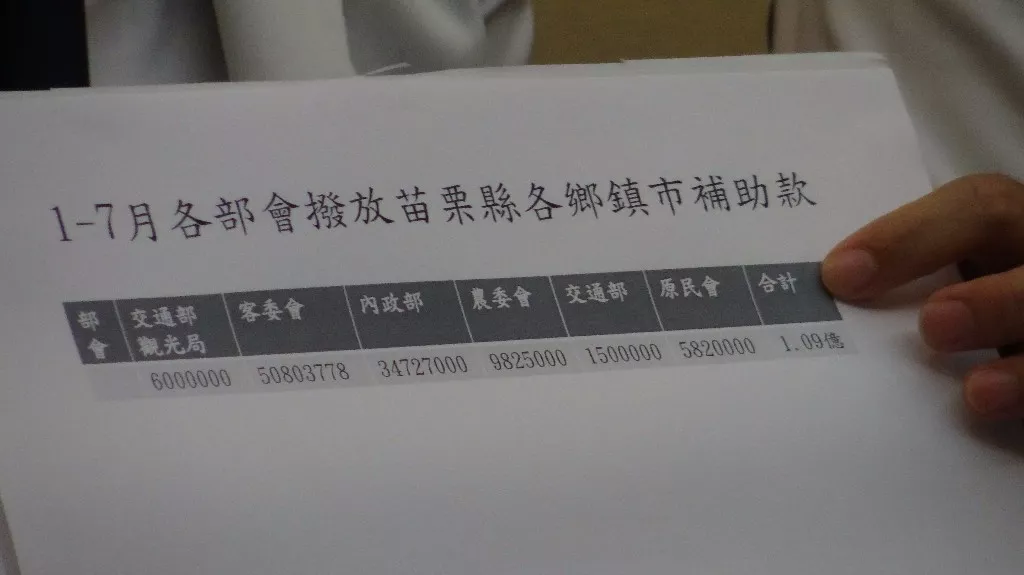 1-7月各部會撥放苗栗縣各鄉鎮市補助款
部會 交通部觀光局 客委會 內政部 農委會 交通部 原民會 合計
6000000 50803778 34727000 9825000 1500000 5820000 1.09億